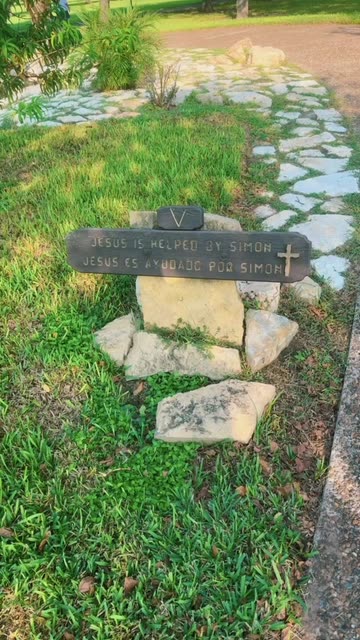 V
JESUS IS HELPED BY SIMON
JESUS ES AYUDADO POR SIMON